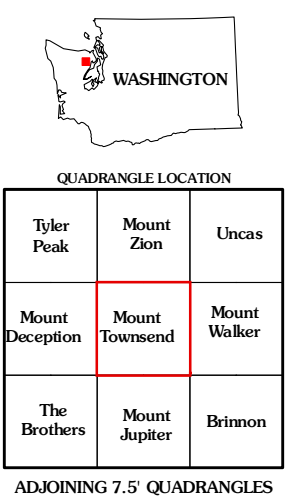 WASHINGTON
QUADRANGLE LOCATION
Tyler
Peak
Mount
Zion
Uncas
Mount
Deception
Mount
Townsend
Mount
Walker
The
Brothers
Mount
Jupiter
Brinnon
ADJOINING 7.5' QUADRANGLES